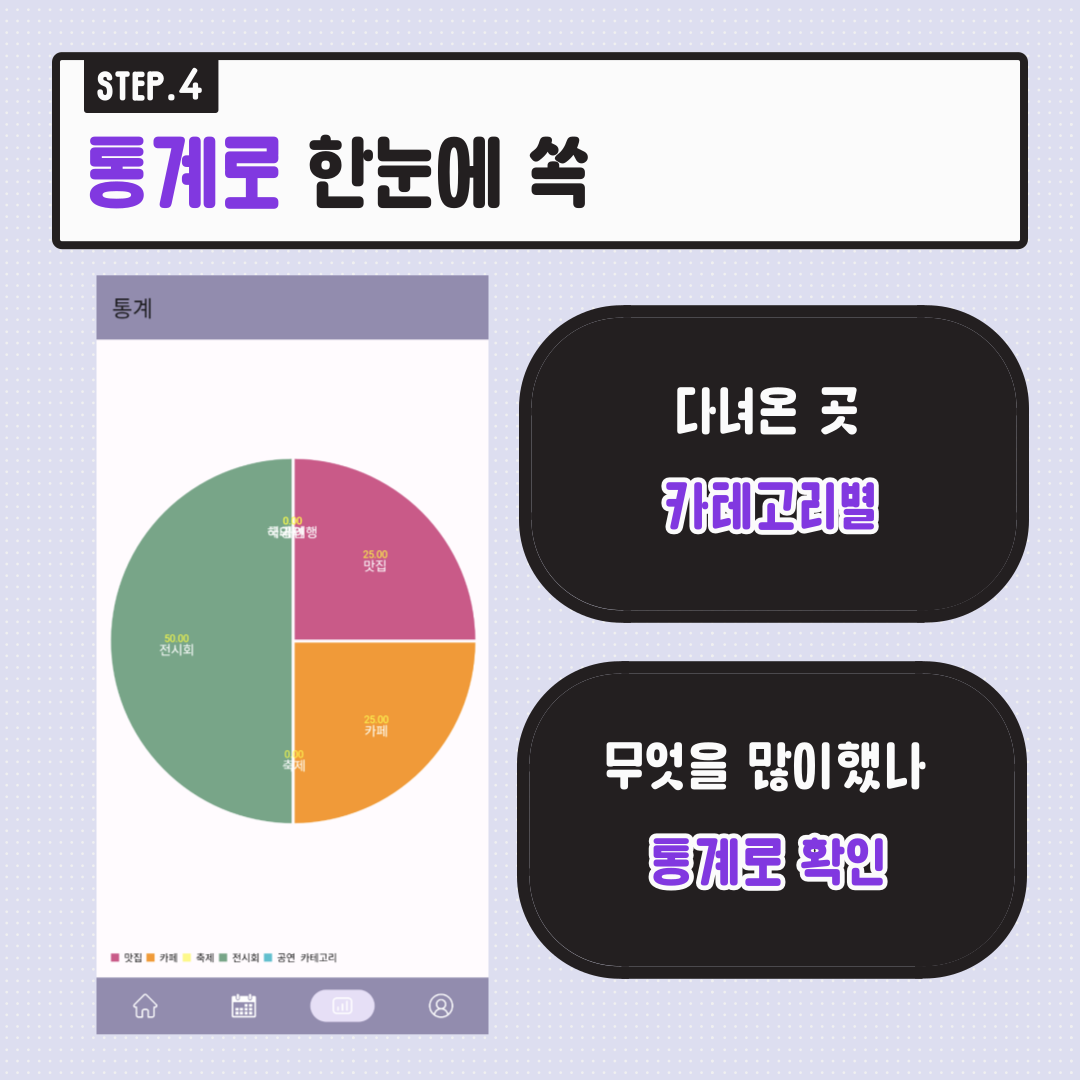 STEP.4
통계로 한눈에 쏙
통계
0.00
25.00
맛집
50.00
전시회
25.00
카페
0.00
축제
맛집 카페 축제 전시회 공연 카테고리
다녀온 곳
카테고리별
무엇을 많이했나
통계로 확인